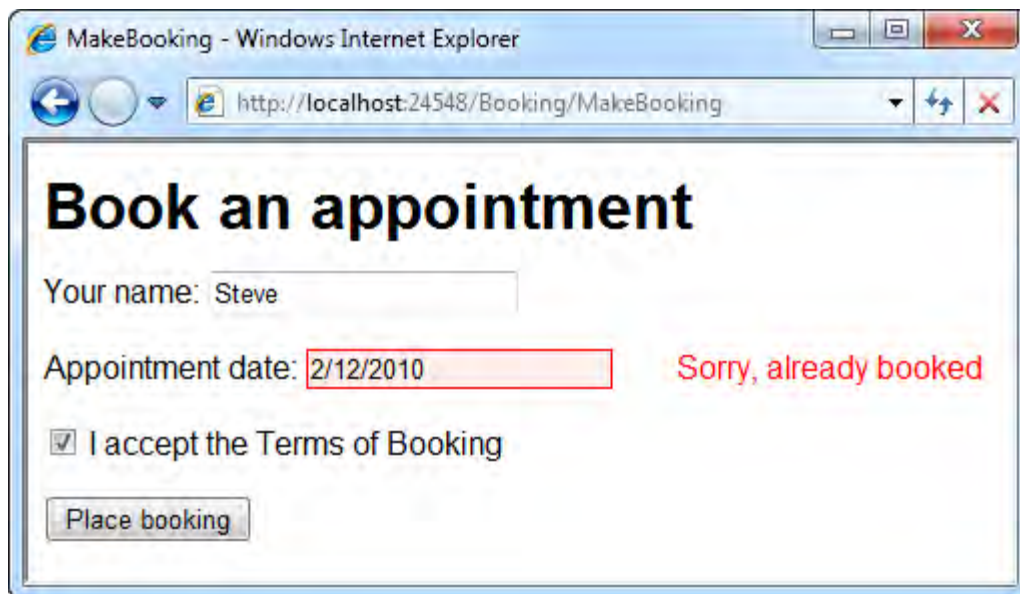 MakeBooking - Windows Internet Explorer
http://localhost:24548/Booking/MakeBooking
Book an appointment
Your name: Steve
Appointment date: 2/12/2010 Sorry, already booked
I accept the Terms of Booking
Place booking